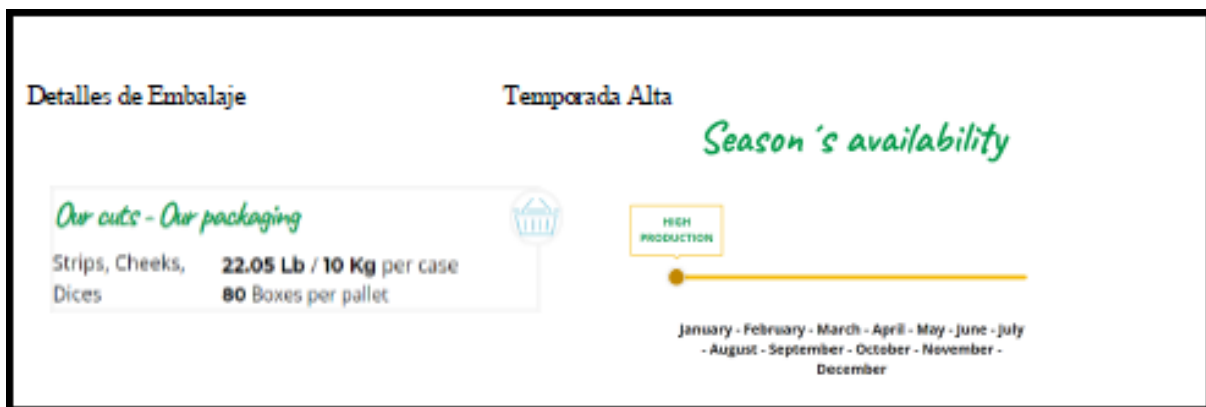 Detalles de Embalaje
Temporada Alta
Season´s availability
Our cuts - Our packaging
Strips, Cheeks,
Dices
22.05 Lb / 10 Kg per case
80 Boxes per pallet
HIGH
PRODUCTION
January - February - March - April - May - June - July
- August - September - October - November -
December